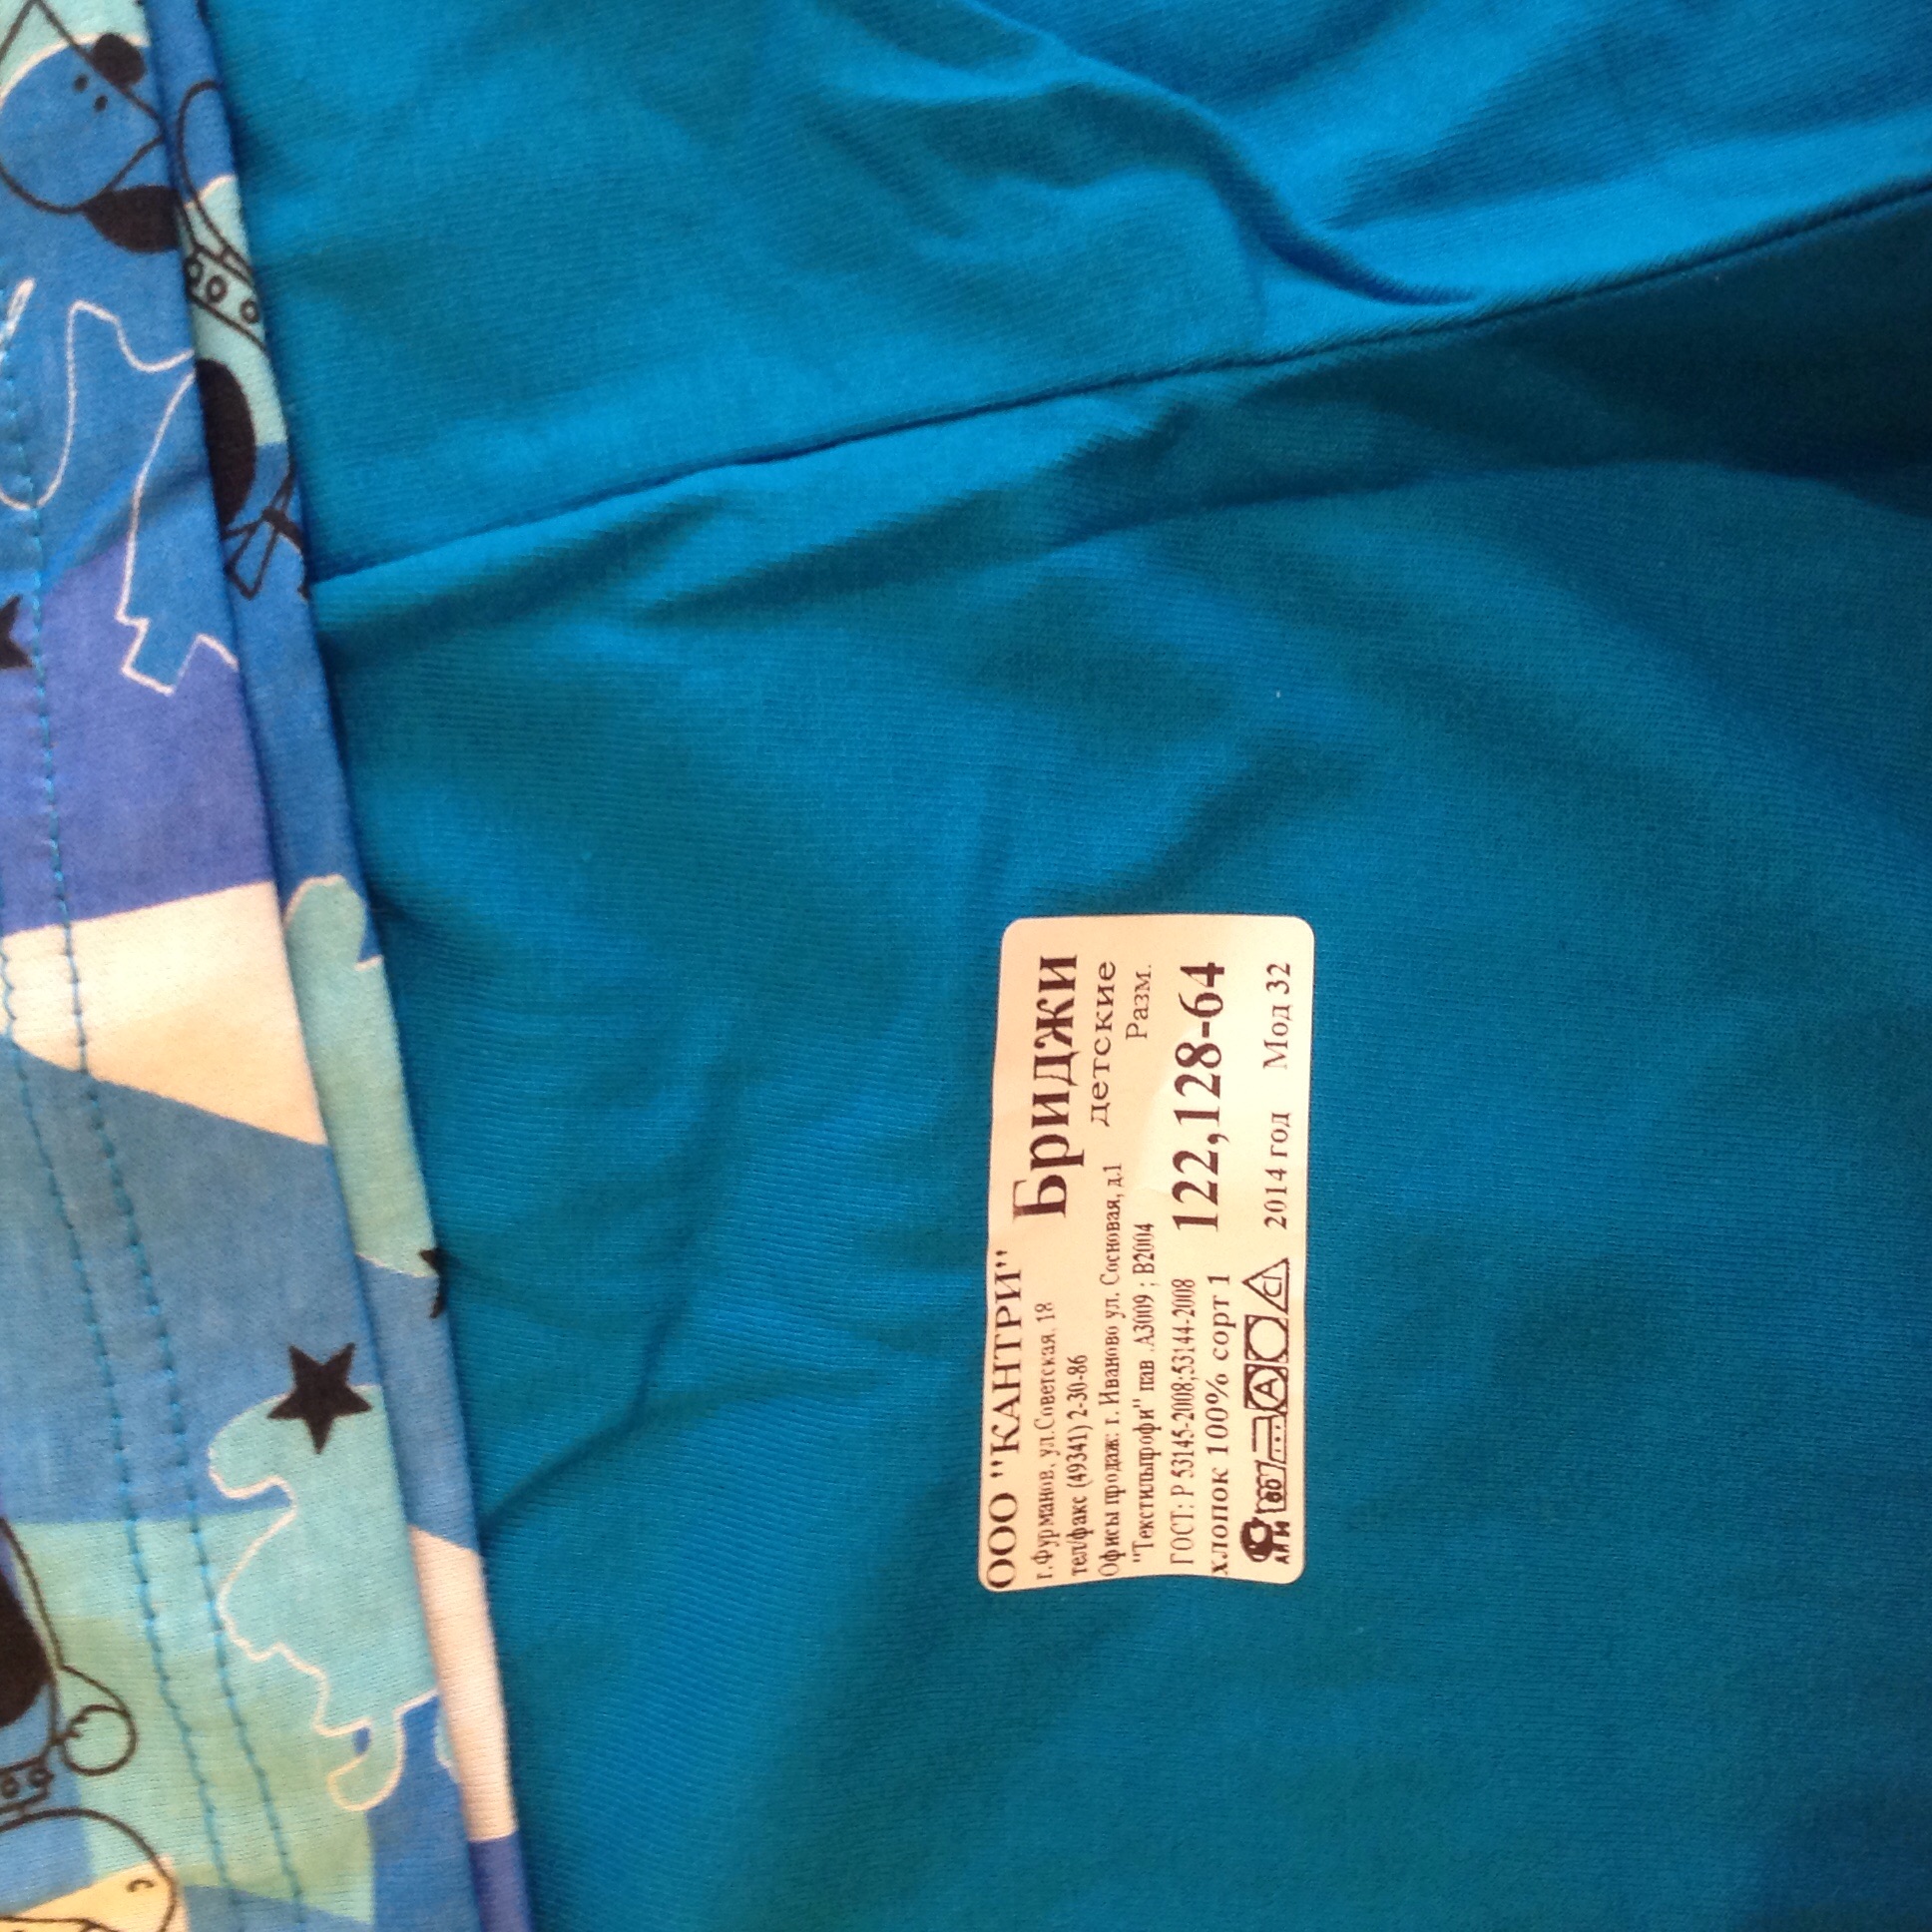 ООО "КАНТРИ" Бриджи
г.Фурманов, ул.Советская, 18
тел/факс (49341) 2-30-86 детские
Офисы продаж: г. Иваново ул. Сосновая, д.1
"Текстильпрофи" пав .А3009 ; В2004 Разм.
ГОСТ: Р 53145-2008;53144-2008 122,128-64
хлопок 100% сорт 1
60 A Cl 2014 год Мод 32